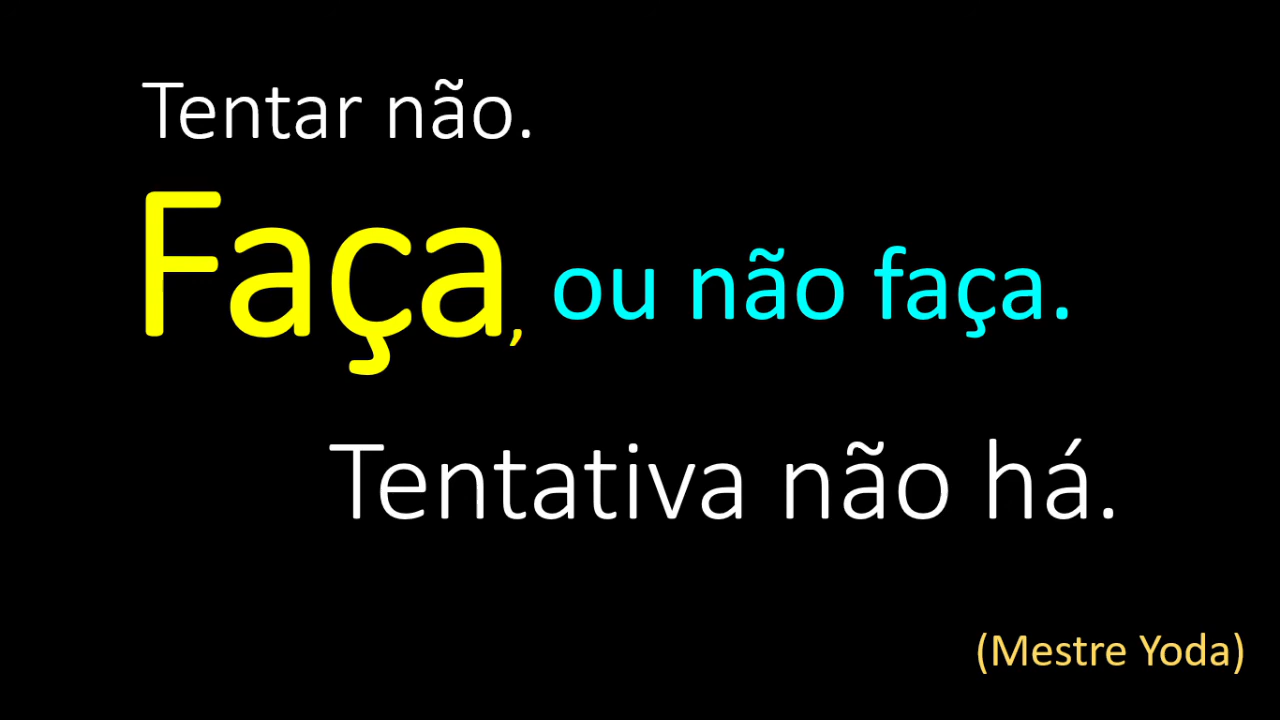 Tentar não.
Faça, ou não faça.
Tentativa não há.
(Mestre Yoda)